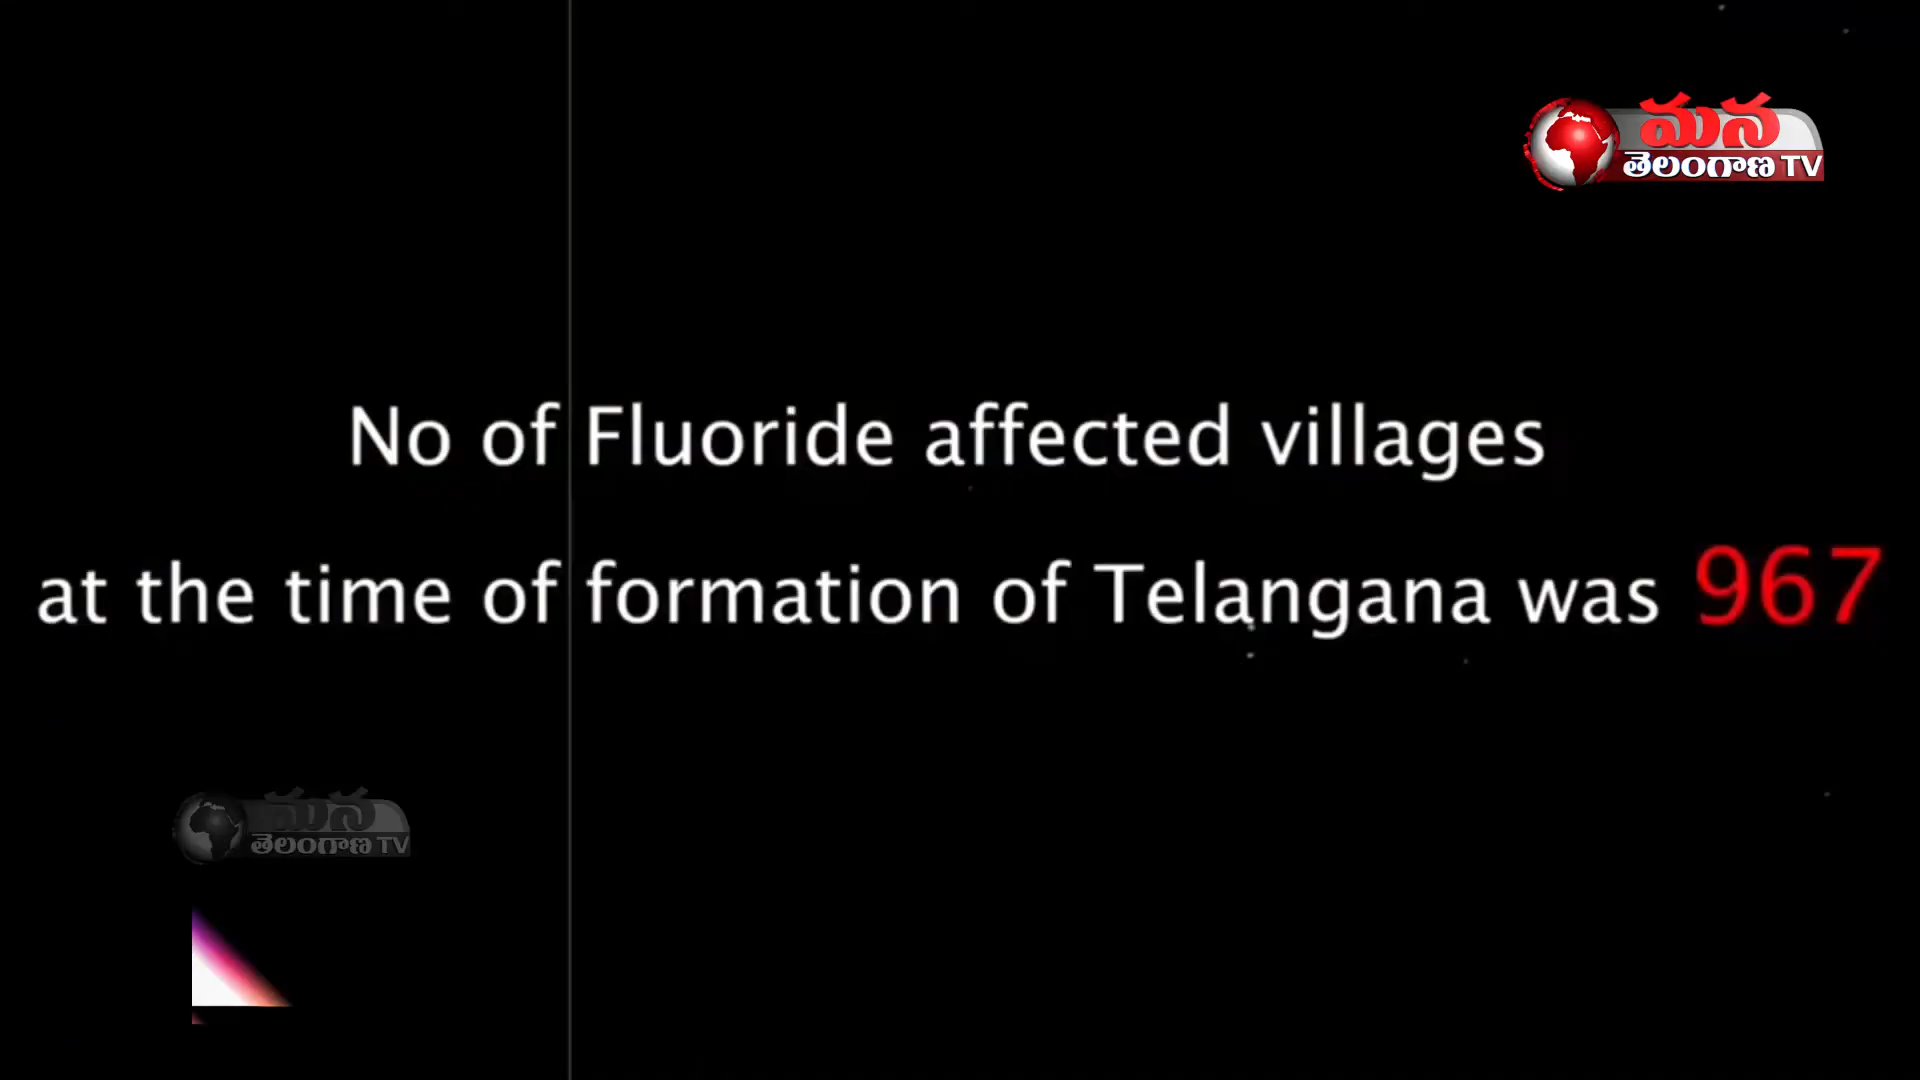 మన
తెలంగాణ TV
No of Fluoride affected villages
at the time of formation of Telangana was 967
మన
తెలంగాణ TV